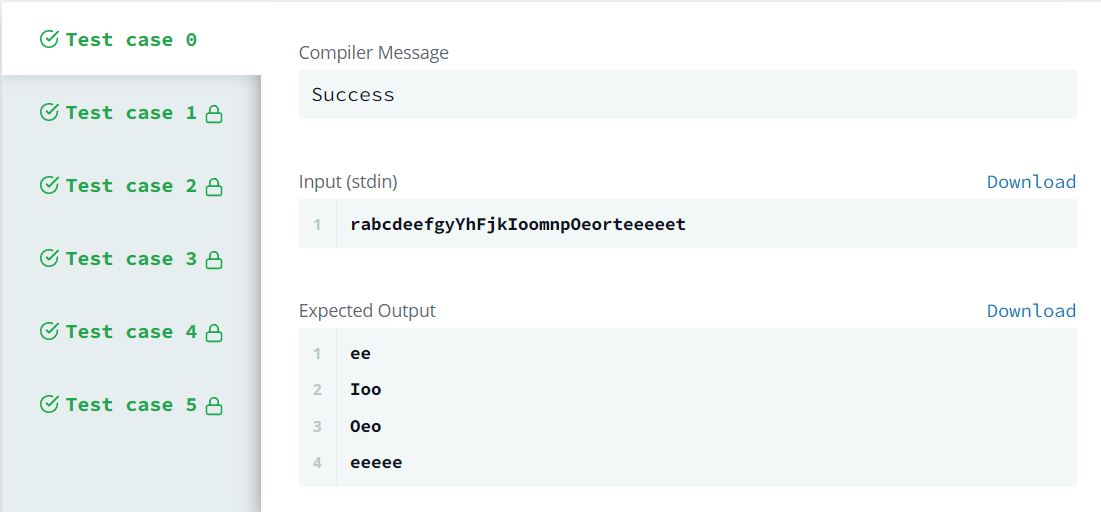 Test case 0
Test case 1
Test case 2
Test case 3
Test case 4
Test case 5
Compiler Message
Success
Input (stdin)
Download
1 rabcdeefgyYhFjkIoomnpOeorteeeeet
Expected Output
Download
1 ee
2 Ioo
3 Oeo
4 eeeee